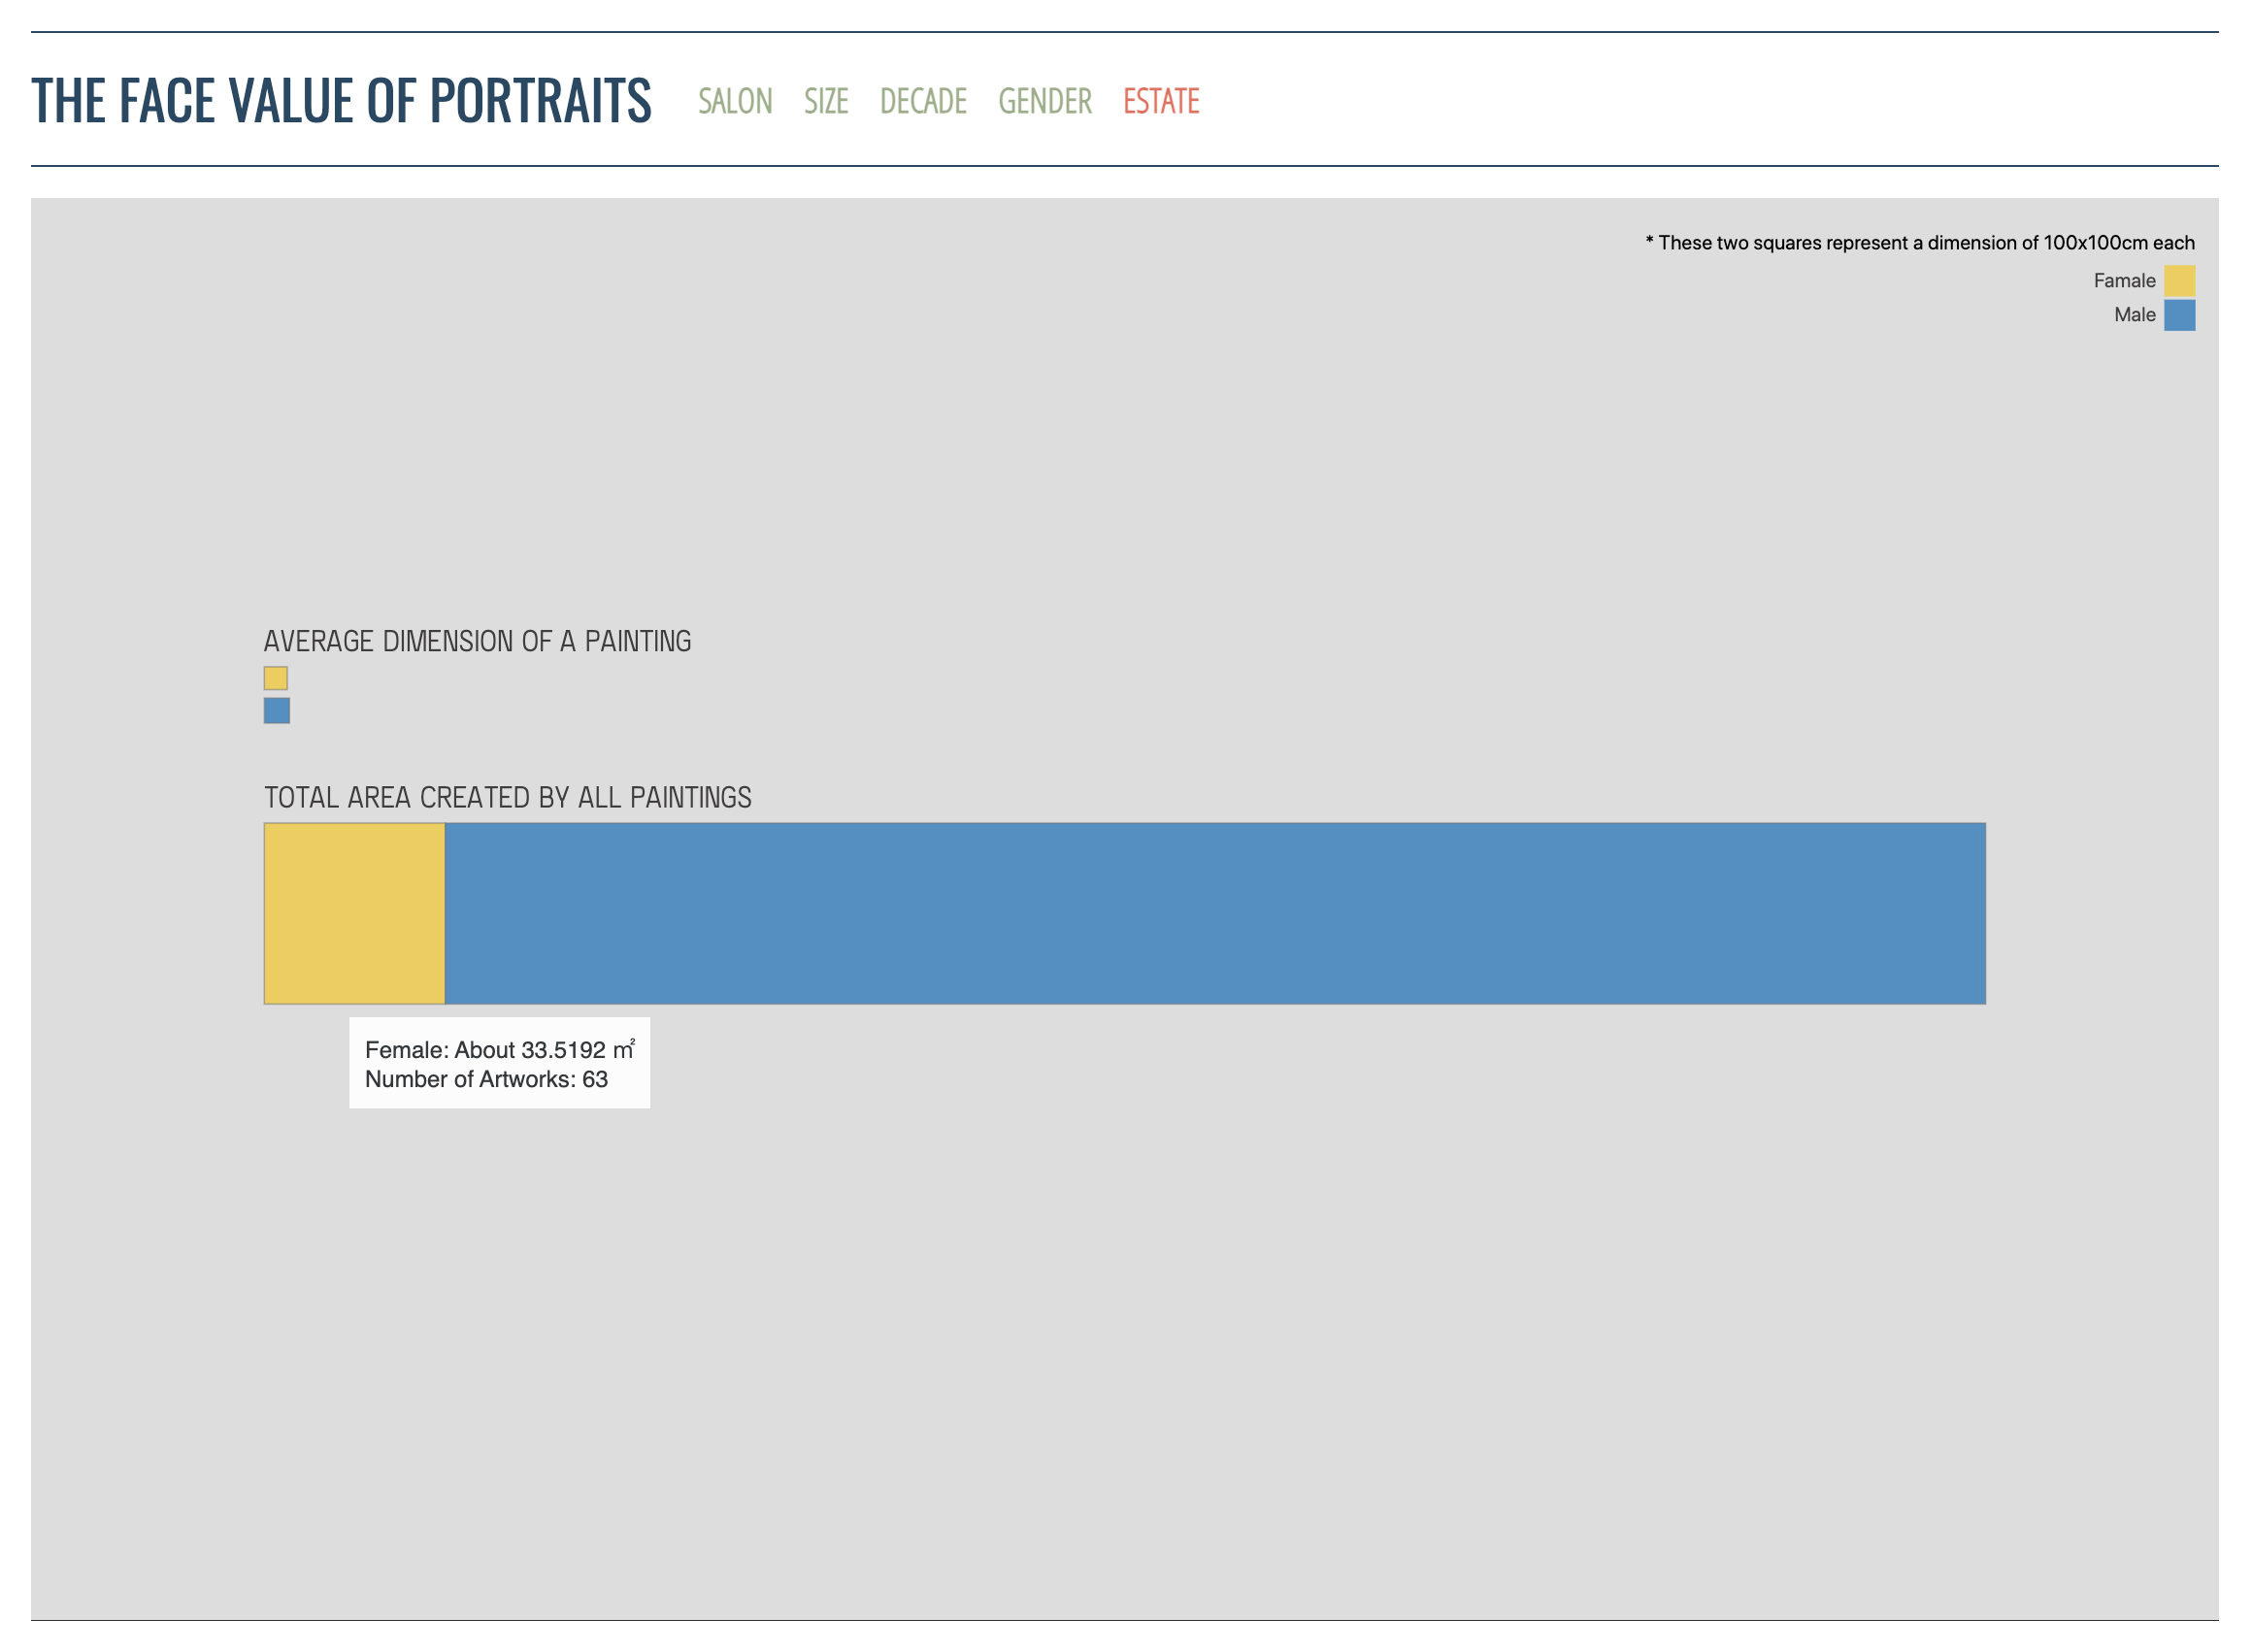 THE FACE VALUE OF PORTRAITS SALON SIZE DECADE GENDER ESTATE
* These two squares represent a dimension of 100x100cm each
Famale
Male
AVERAGE DIMENSION OF A PAINTING
TOTAL AREA CREATED BY ALL PAINTINGS
Female: About 33.5192 ㎡
Number of Artworks: 63